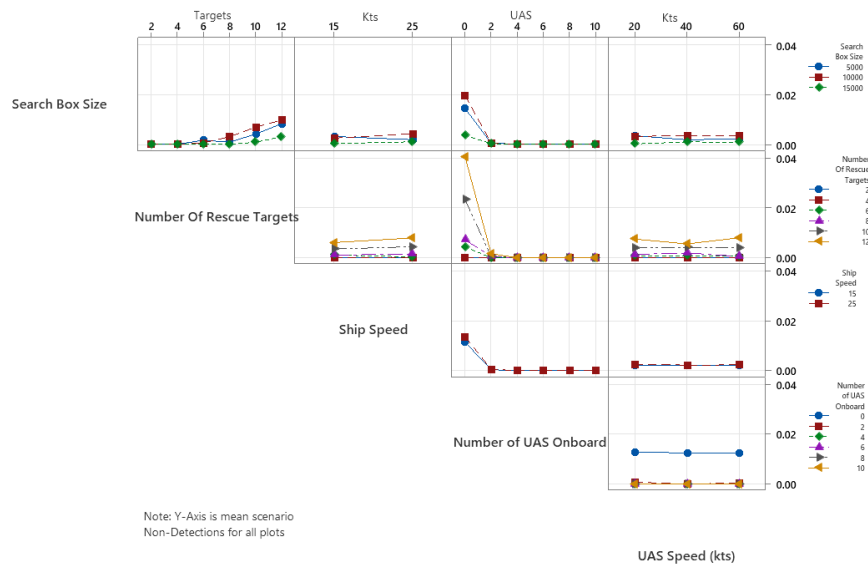 Targets Kts UAS Kts
2 4 6 8 10 12 15 25 0 2 4 6 8 10 20 40 60
Search Box Size
0.04
0.02
0.00
Search
Box Size
5000
10000
15000
Number Of Rescue Targets
0.04
0.02
0.00
Number
Of Rescue
Targets
2
4
6
8
10
12
Ship Speed
0.04
0.02
0.00
Ship
Speed
15
25
Number of UAS Onboard
0.04
0.02
0.00
Number
of UAS
Onboard
0
2
4
6
8
10
Note: Y-Axis is mean scenario
Non-Detections for all plots
UAS Speed (kts)